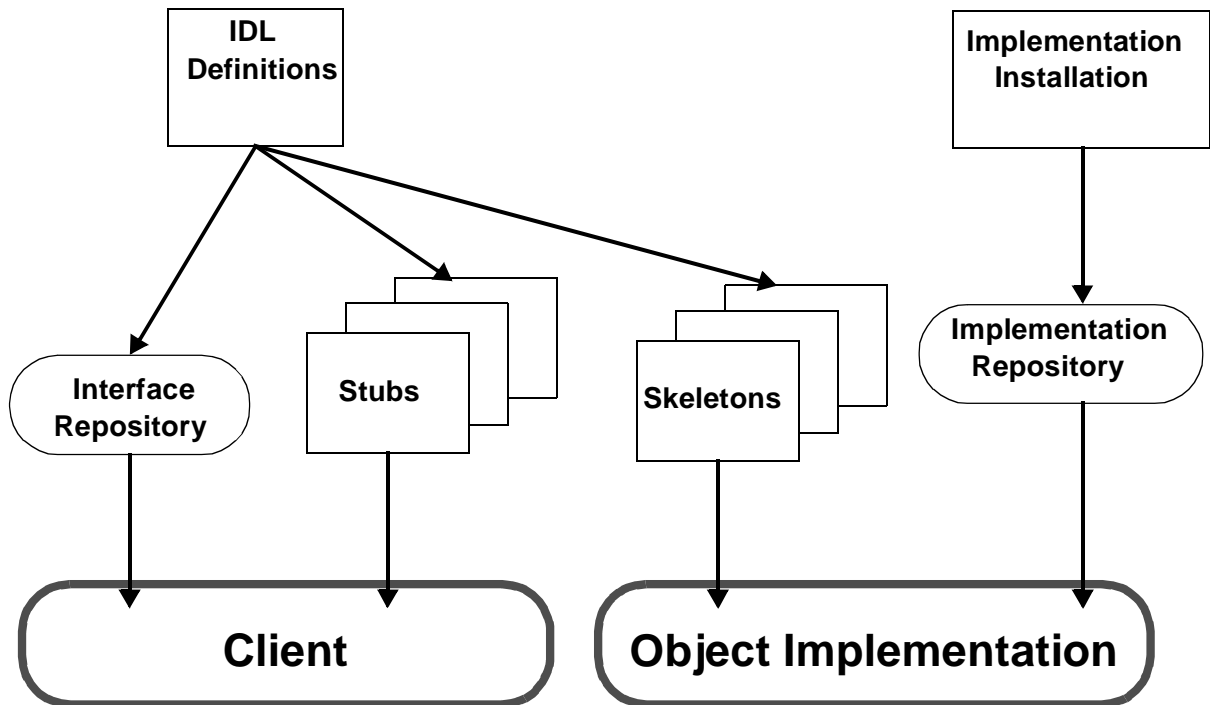 IDL
Definitions
Implementation
Installation
Interface
Repository
Stubs
Skeletons
Implementation
Repository
Client
Object Implementation